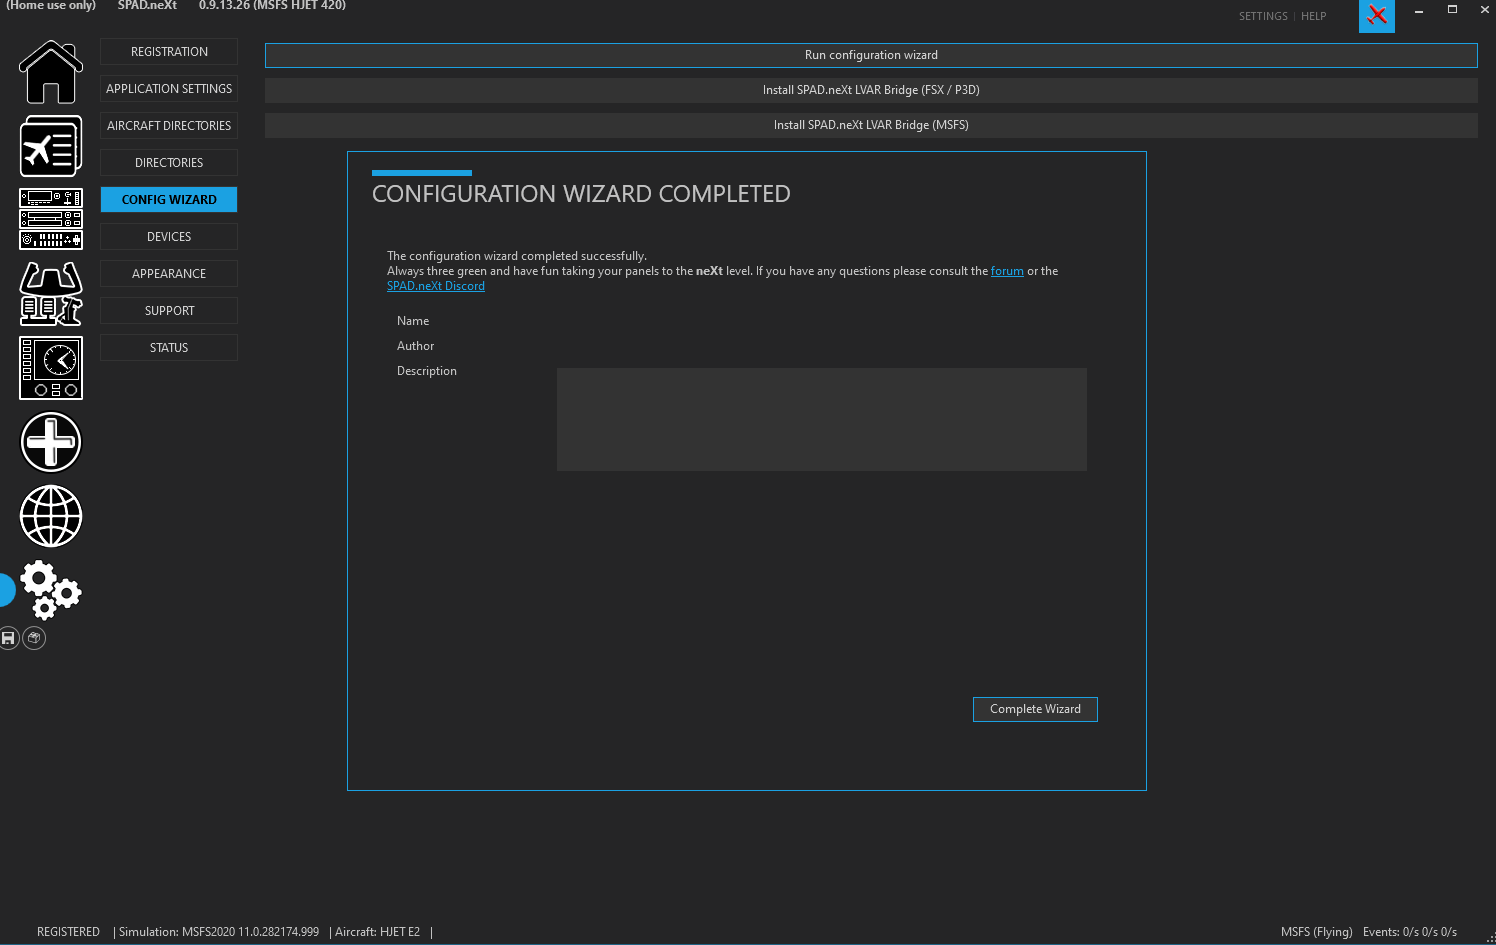 (Home use only) SPAD.neXt 0.9.13.26 (MSFS HJET 420)
SETTINGS | HELP
REGISTRATION
APPLICATION SETTINGS
AIRCRAFT DIRECTORIES
DIRECTORIES
CONFIG WIZARD
DEVICES
APPEARANCE
SUPPORT
STATUS
Run configuration wizard
Install SPAD.neXt LVAR Bridge (FSX / P3D)
Install SPAD.neXt LVAR Bridge (MSFS)
CONFIGURATION WIZARD COMPLETED
The configuration wizard completed successfully.
Always three green and have fun taking your panels to the neXt level. If you have any questions please consult the forum or the
SPAD.neXt Discord
Name
Author
Description
Complete Wizard
REGISTERED | Simulation: MSFS2020 11.0.282174.999 | Aircraft: HJET E2 |
MSFS (Flying) Events: 0/s 0/s 0/s